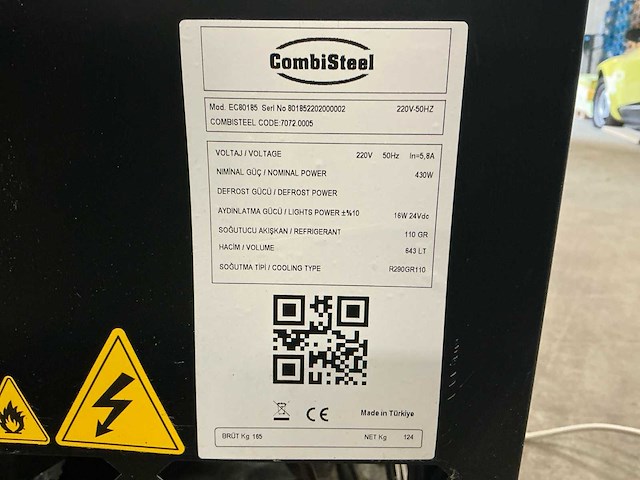 CombiSteel
Mod. EC80185 Serl No 801852202000002 220V-50HZ
COMBISTEEL CODE:7072.0005
VOLTAJ / VOLTAGE 220V 50Hz In=5,8A
NIMINAL GÜÇ / NOMINAL POWER 430W
DEFROST GÜCÜ / DEFROST POWER
AYDINLATMA GÜCÜ / LIGHTS POWER ±%10 16W 24Vdc
SOĞUTUCU AKIŞKAN / REFRIGERANT 110 GR
HACİM / VOLUME 643 LT
SOĞUTMA TİPİ / COOLING TYPE R290GR110
CE
Made in Türkiye
BRÜT Kg 165 NET Kg 124